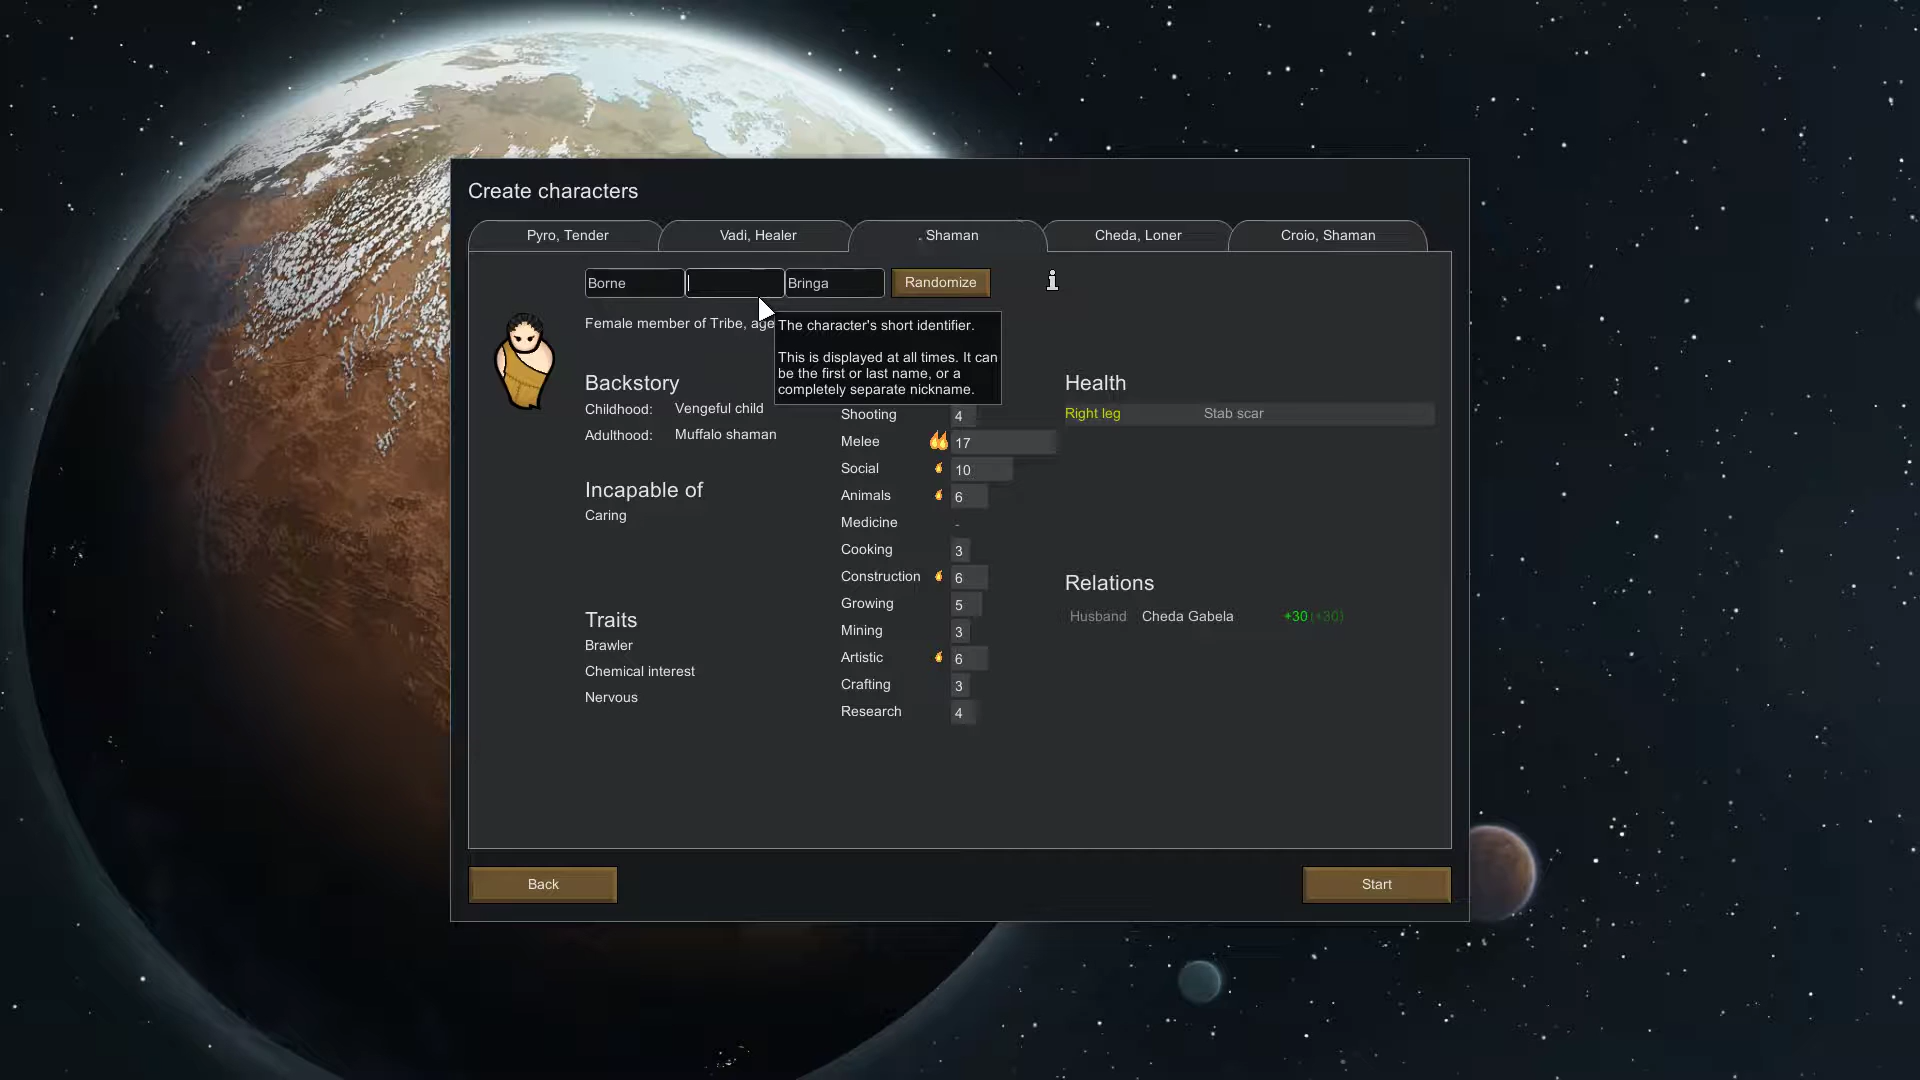 Create characters
Pyro, Tender
Vadi, Healer
, Shaman
Cheda, Loner
Croio, Shaman
Borne
Bringa
Randomize
Female member of Tribe, age
The character's short identifier.
This is displayed at all times. It can
be the first or last name, or a
completely separate nickname.
Backstory
Childhood: Vengeful child
Adulthood: Muffalo shaman
Incapable of
Caring
Traits
Brawler
Chemical interest
Nervous
Shooting 4
Melee 17
Social 10
Animals 6
Medicine -
Cooking 3
Construction 6
Growing 5
Mining 3
Artistic 6
Crafting 3
Research 4
Health
Right leg Stab scar
Relations
Husband Cheda Gabela +30 (+30)
Back
Start